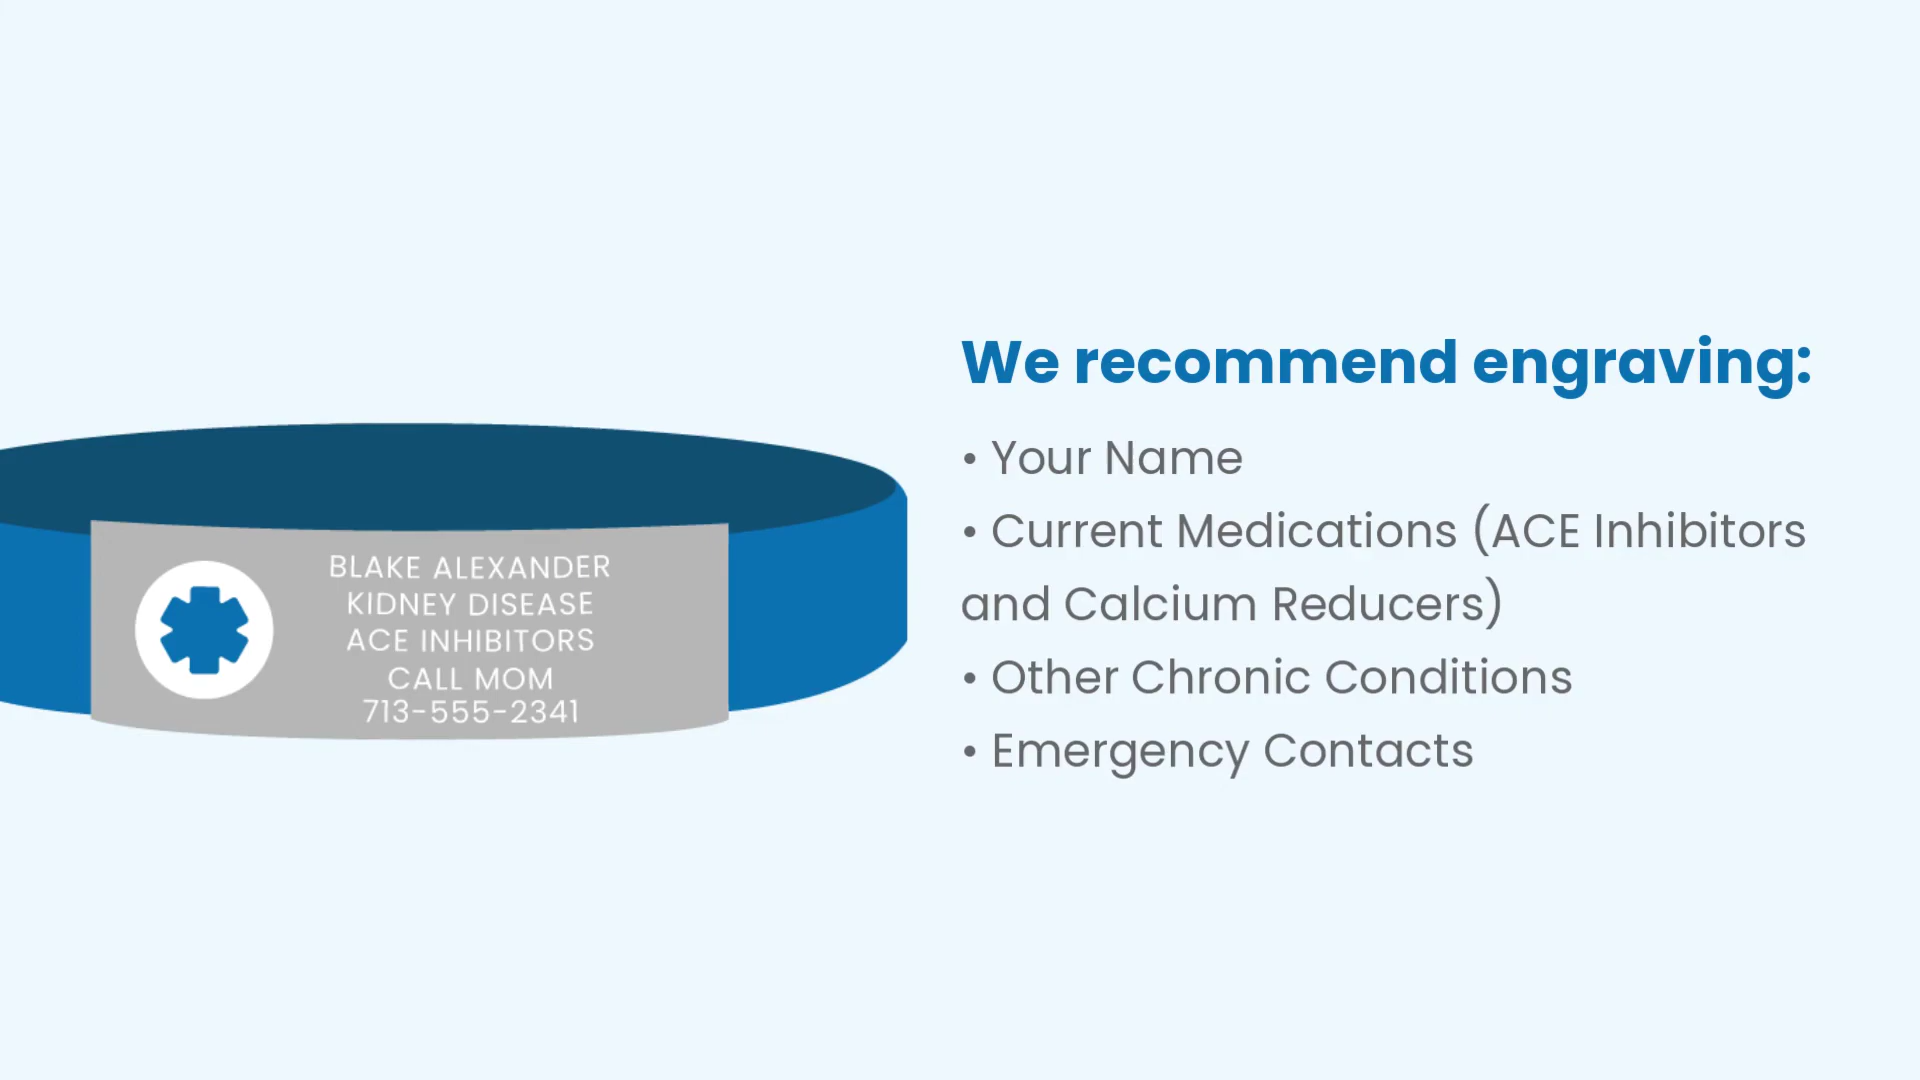 BLAKE ALEXANDER
KIDNEY DISEASE
ACE INHIBITORS
CALL MOM
713-555-2341
We recommend engraving:
• Your Name
• Current Medications (ACE Inhibitors
and Calcium Reducers)
• Other Chronic Conditions
• Emergency Contacts